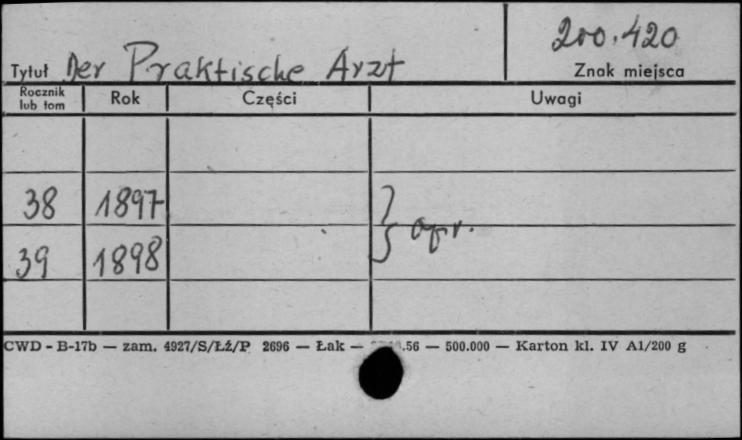 200.420
Tytuł Der Praktische Arzt Znak miejsca
Rocznik lub tom Rok Części Uwagi
38 1897
opr.
39 1898
CWD - B-17b — zam. 4927/S/Łź/P 2696 — Łak — .56 — 500.000 — Karton kl. IV A1/200 g